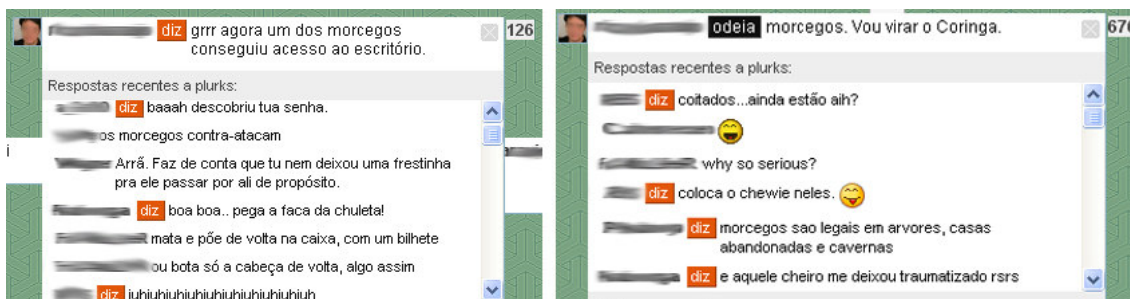 diz grrr agora um dos morcegos
conseguiu acesso ao escritório.
126
Respostas recentes a plurks:
diz baaah descobriu tua senha.
os morcegos contra-atacam
Arrã. Faz de conta que tu nem deixou uma frestinha
pra ele passar por ali de propósito.
diz boa boa.. pega a faca da chuleta!
mata e põe de volta na caixa, com um bilhete
ou bota só a cabeça de volta, algo assim
diz
odeia morcegos. Vou virar o Coringa.
676
Respostas recentes a plurks:
diz coitados...ainda estão aih?
why so serious?
diz coloca o chewie neles.
diz morcegos sao legais em arvores, casas
abandonadas e cavernas
diz e aquele cheiro me deixou traumatizado rsrs